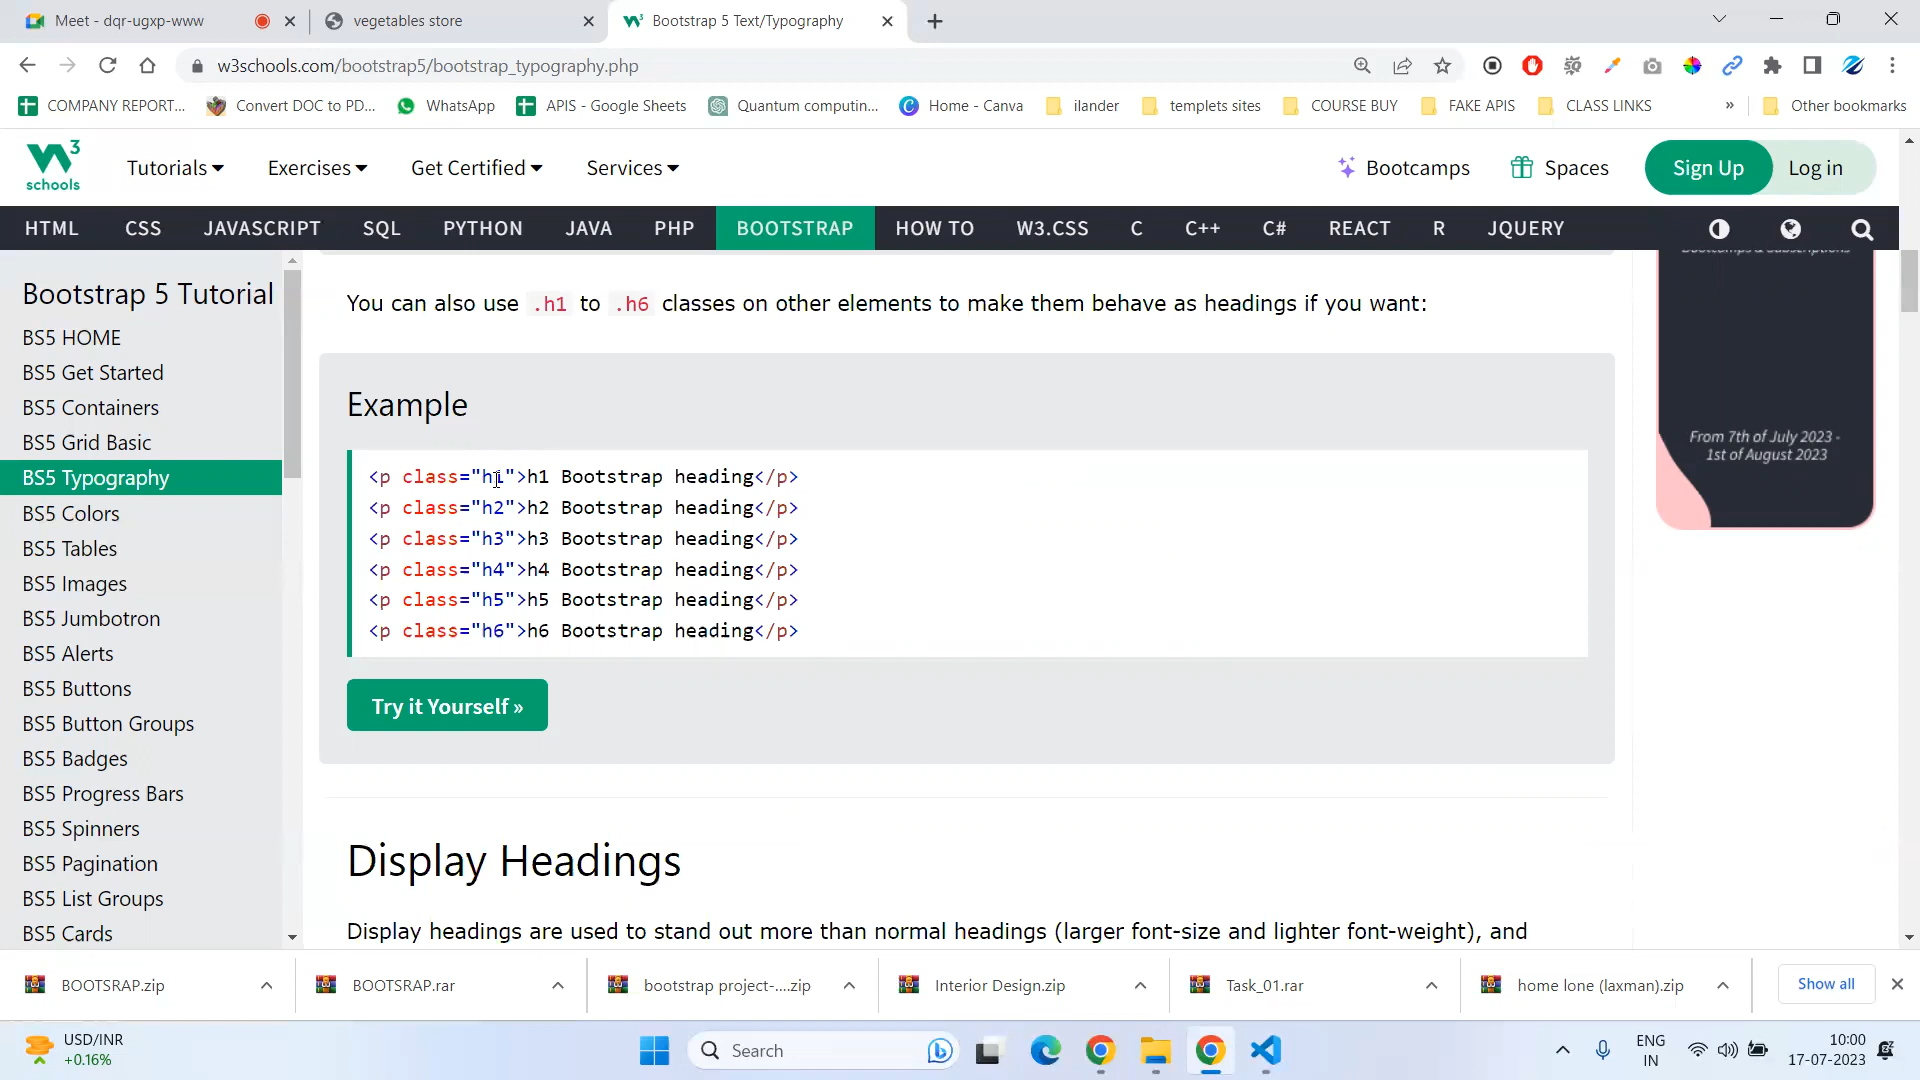 Meet - dqr-ugxp-www
vegetables store
Bootstrap 5 Text/Typography
w3schools.com/bootstrap5/bootstrap_typography.php
COMPANY REPORT...
Convert DOC to PD...
WhatsApp
APIS - Google Sheets
Quantum computin...
Home - Canva
ilander
templets sites
COURSE BUY
FAKE APIS
CLASS LINKS
»
Other bookmarks
W3
schools
Tutorials
Exercises
Get Certified
Services
Bootcamps
Spaces
Sign Up
Log in
HTML
CSS
JAVASCRIPT
SQL
PYTHON
JAVA
PHP
BOOTSTRAP
HOW TO
W3.CSS
C
C++
C#
REACT
R
JQUERY
Bootstrap 5 Tutorial
BS5 HOME
BS5 Get Started
BS5 Containers
BS5 Grid Basic
BS5 Typography
BS5 Colors
BS5 Tables
BS5 Images
BS5 Jumbotron
BS5 Alerts
BS5 Buttons
BS5 Button Groups
BS5 Badges
BS5 Progress Bars
BS5 Spinners
BS5 Pagination
BS5 List Groups
BS5 Cards
You can also use .h1 to .h6 classes on other elements to make them behave as headings if you want:
Example
<p class="h1">h1 Bootstrap heading</p>
<p class="h2">h2 Bootstrap heading</p>
<p class="h3">h3 Bootstrap heading</p>
<p class="h4">h4 Bootstrap heading</p>
<p class="h5">h5 Bootstrap heading</p>
<p class="h6">h6 Bootstrap heading</p>
Try it Yourself »
Display Headings
Display headings are used to stand out more than normal headings (larger font-size and lighter font-weight), and
Bootcamps & Subscriptions
From 7th of July 2023 -
1st of August 2023
BOOTSRAP.zip
BOOTSRAP.rar
bootstrap project-....zip
Interior Design.zip
Task_01.rar
home lone (laxman).zip
Show all
USD/INR
+0.16%
Search
ENG
IN
10:00
17-07-2023